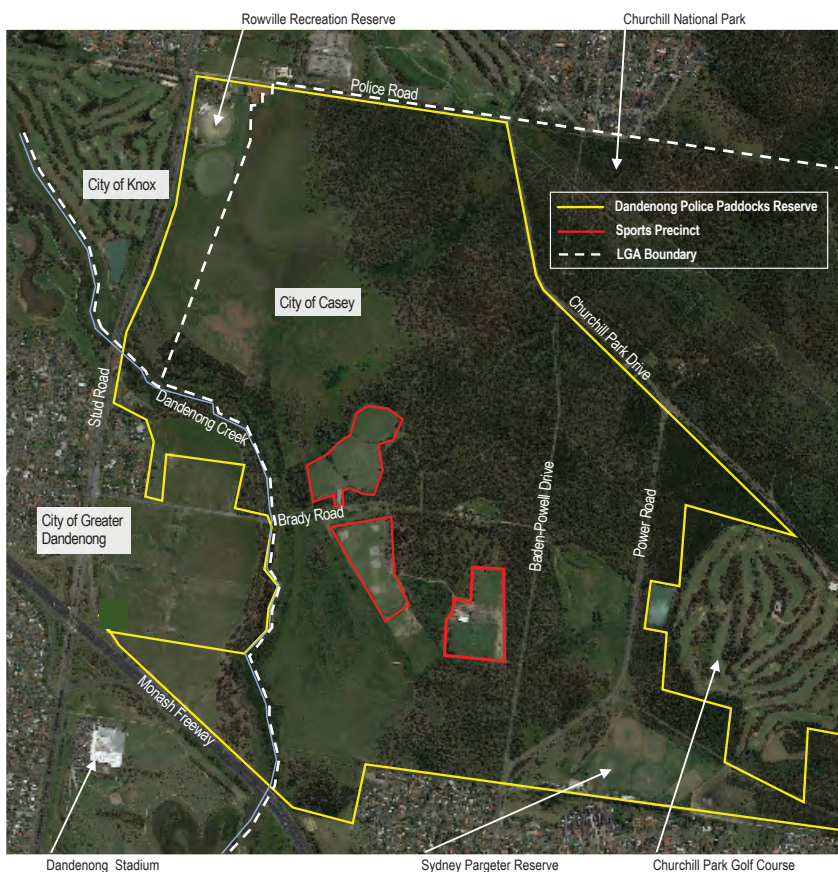 Rowville Recreation Reserve
Churchill National Park
Police Road
City of Knox
Dandenong Police Paddocks Reserve
Sports Precinct
LGA Boundary
City of Casey
Churchill Park Drive
Stud Road
Dandenong Creek
Brady Road
Baden-Powell Drive
Power Road
City of Greater
Dandenong
Monash Freeway
Dandenong Stadium
Sydney Pargeter Reserve
Churchill Park Golf Course